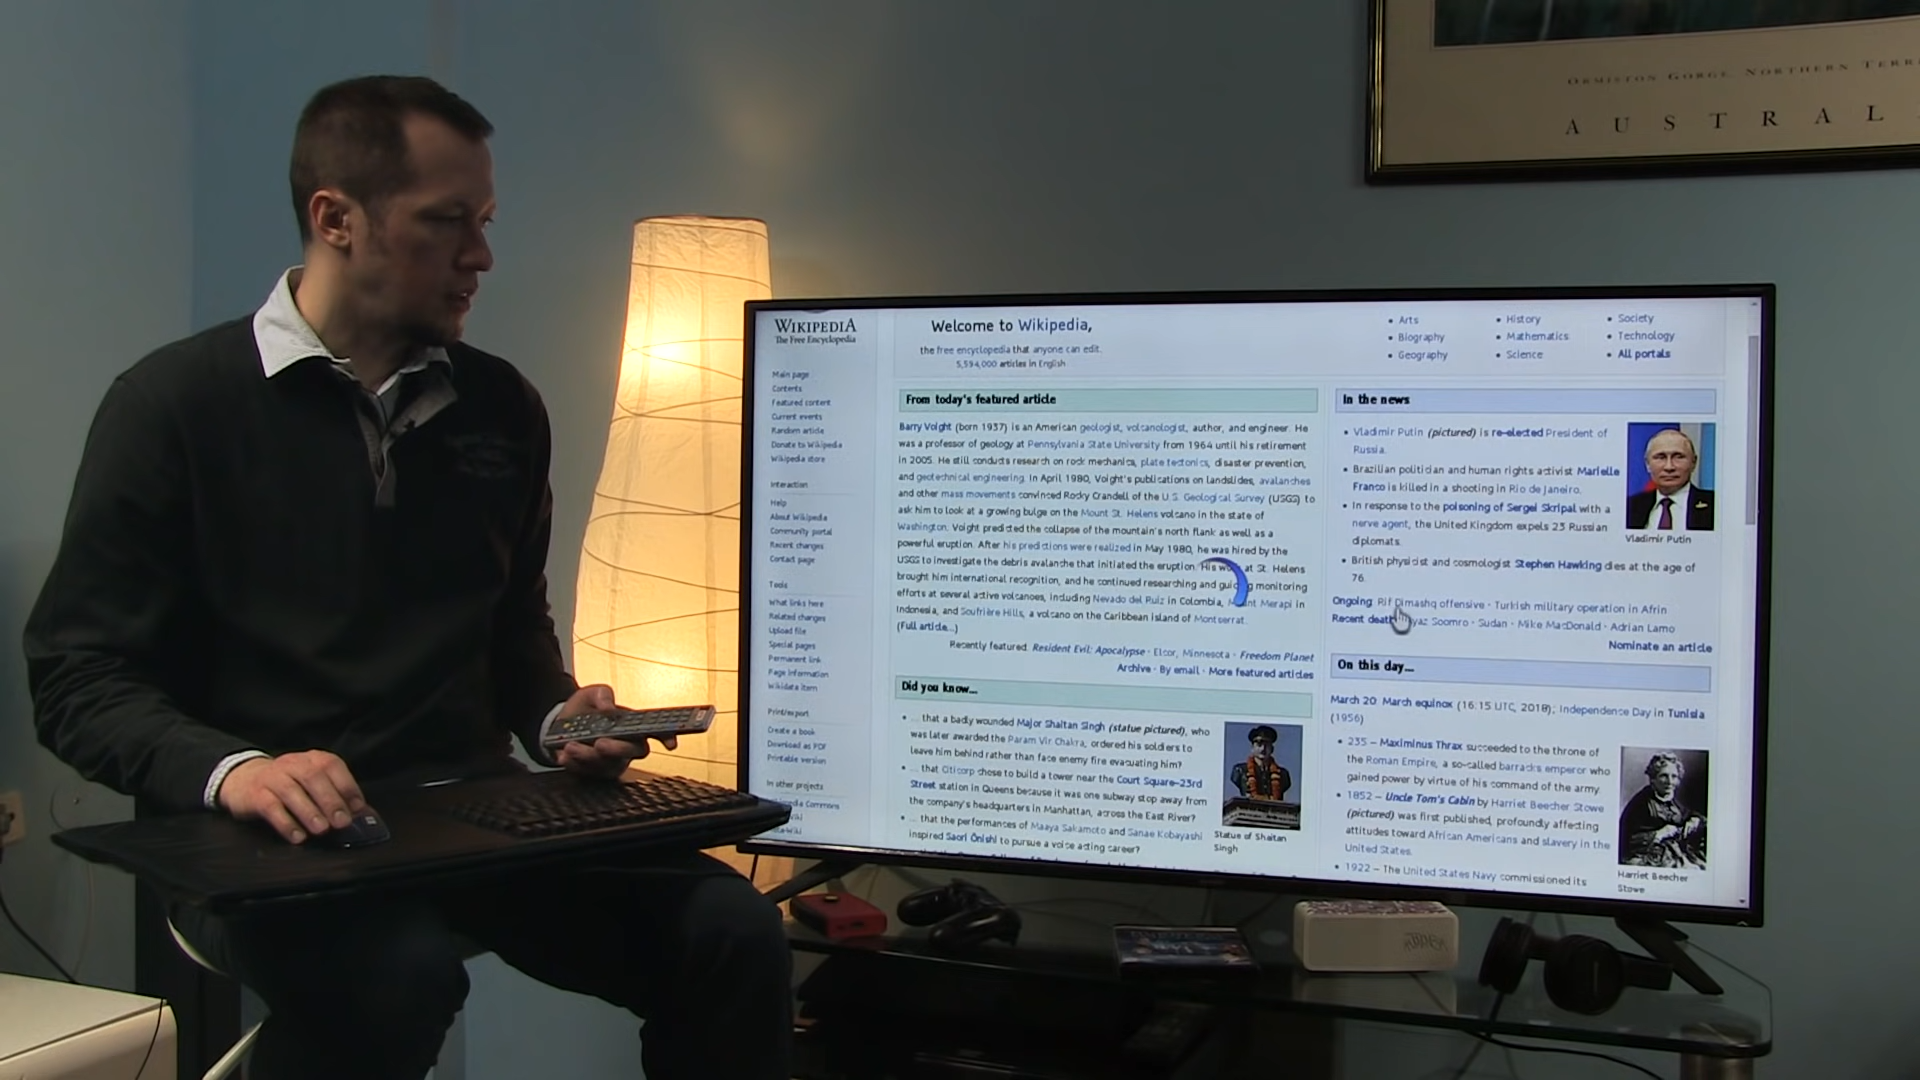 ORMISTON GORGE, NORTHERN
AUSTRAL
WIKIPEDIA
The Free Encyclopedia
Main page
Contents
Featured content
Current events
Random article
Donate to Wikipedia
Wikipedia store
Interaction
Help
About Wikipedia
Community portal
Recent changes
Contact page
Tools
What links here
Related changes
Upload file
Special pages
Permanent link
Page information
Wikidata item
Print/export
Create a book
Download as PDF
Printable version
In other projects
Commons
Welcome to Wikipedia,
the free encyclopedia that anyone can edit.
5,594,000 articles in English
• Arts
• Biography
• Geography
• History
• Mathematics
• Science
• Society
• Technology
• All portals
From today's featured article
Barry Voight (born 1937) is an American geologist, volcanologist, author, and engineer. He
was a professor of geology at Pennsylvania State University from 1964 until his retirement
in 2005. He still conducts research on rock mechanics, plate tectonics, disaster prevention,
and geotechnical engineering. In April 1980, Voight's publications on landslides, avalanches
and other mass movements convinced Rocky Crandell of the U.S. Geological Survey (USGS) to
ask him to look at a growing bulge on the Mount St. Helens volcano in the state of
Washington. Voight predicted the collapse of the mountain's north flank as well as a
powerful eruption. After his predictions were realized in May 1980, he was hired by the
USGS to investigate the debris avalanche that initiated the eruption. His work at St. Helens
brought him international recognition, and he continued researching and guiding monitoring
efforts at several active volcanoes, including Nevado del Ruiz in Colombia, Mount Merapi in
Indonesia, and Soufrière Hills, a volcano on the Caribbean island of Montserrat.
(Full article...)
Recently featured: Resident Evil: Apocalypse · Elcor, Minnesota · Freedom Planet
Archive · By email · More featured articles
Did you know...
• ... that a badly wounded Major Shaitan Singh (statue pictured), who
was later awarded the Param Vir Chakra, ordered his soldiers to
leave him behind rather than face enemy fire evacuating him?
• ... that Citicorp chose to build a tower near the Court Square–23rd
Street station in Queens because it was one subway stop away from
the company's headquarters in Manhattan, across the East River?
• ... that the performances of Maaya Sakamoto and Sanae Kobayashi
inspired Saori Ōnishi to pursue a voice acting career?
Statue of Shaitan
Singh
In the news
• Vladimir Putin (pictured) is re-elected President of
Russia.
• Brazilian politician and human rights activist Marielle
Franco is killed in a shooting in Rio de Janeiro.
• In response to the poisoning of Sergei Skripal with a
nerve agent, the United Kingdom expels 23 Russian
diplomats.
• British physicist and cosmologist Stephen Hawking dies at the age of
76.
Vladimir Putin
Ongoing: Rif Dimashq offensive · Turkish military operation in Afrin
Recent deaths: Soomro · Sudan · Mike MacDonald · Adrian Lamo
Nominate an article
On this day...
March 20: March equinox (16:15 UTC, 2018); Independence Day in Tunisia
(1956)
• 235 – Maximinus Thrax succeeded to the throne of
the Roman Empire, a so-called barracks emperor who
gained power by virtue of his command of the army.
• 1852 – Uncle Tom's Cabin by Harriet Beecher Stowe
(pictured) was first published, profoundly affecting
attitudes toward African Americans and slavery in the
United States.
• 1922 – The United States Navy commissioned its
Harriet Beecher
Stowe